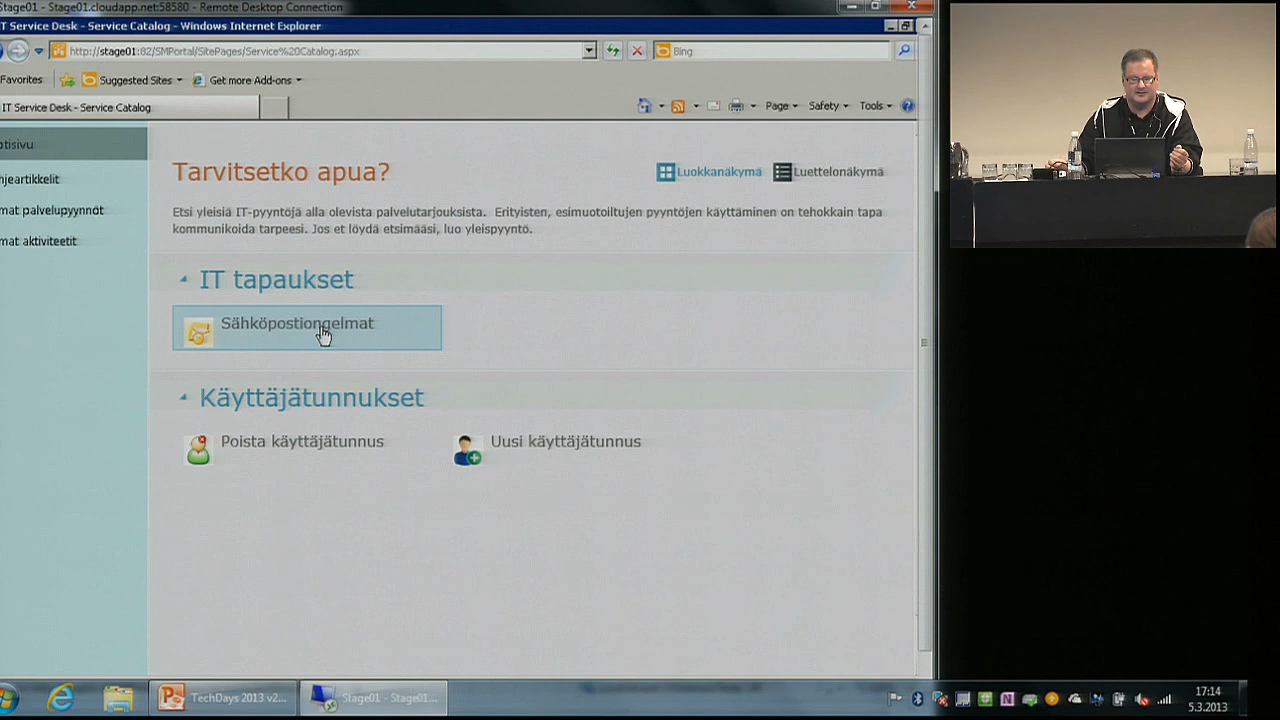 Stage01 - Stage01.cloudapp.net:58580 - Remote Desktop Connection
IT Service Desk - Service Catalog - Windows Internet Explorer
http://stage01:82/SMPortal/SitePages/Service%20Catalog.aspx
Bing
Favorites
Suggested Sites
Get more Add-ons
IT Service Desk - Service Catalog
Page
Safety
Tools
otisivu
Tarvitsetko apua?
Luokkanäkymä
Luettelonäkymä
hjeartikkelit
mat palvelupyynnöt
mat aktiviteetit
Etsi yleisiä IT-pyyntöjä alla olevista palvelutarjouksista. Erityisten, esimuotoiltujen pyyntöjen käyttäminen on tehokkain tapa
kommunikoida tarpeesi. Jos et löydä etsimääsi, luo yleispyyntö.
IT tapaukset
Sähköpostiongelmat
Käyttäjätunnukset
Poista käyttäjätunnus
Uusi käyttäjätunnus
TechDays 2013 v2...
Stage01 - Stage01...
17:14
5.3.2013